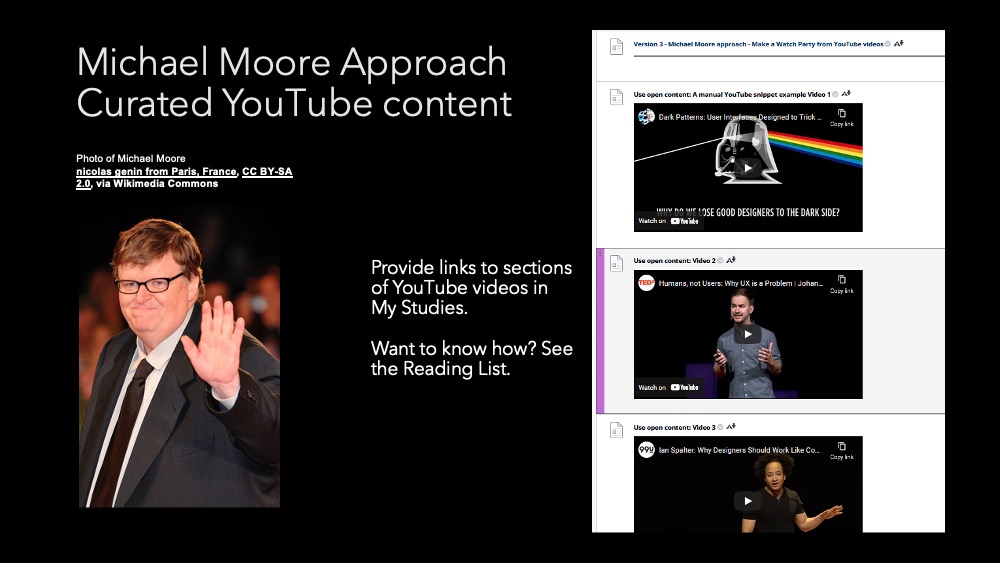 Michael Moore Approach
Curated YouTube content
Photo of Michael Moore
nicolas genin from Paris, France, CC BY-SA
2.0, via Wikimedia Commons
Provide links to sections
of YouTube videos in
My Studies.
Want to know how? See
the Reading List.
Version 3 - Michael Moore approach - Make a Watch Party from YouTube videos
Use open content: A manual YouTube snippet example Video 1
Dark Patterns: User Interfaces Designed to Trick ...
Copy link
WHY DO WE LOSE GOOD DESIGNERS TO THE DARK SIDE?
Watch on YouTube
Use open content: Video 2
TEDx
Humans, not Users: Why UX is a Problem | Johan...
Copy link
Watch on YouTube
Use open content: Video 3
99U
Ian Spalter: Why Designers Should Work Like Co...
Copy link